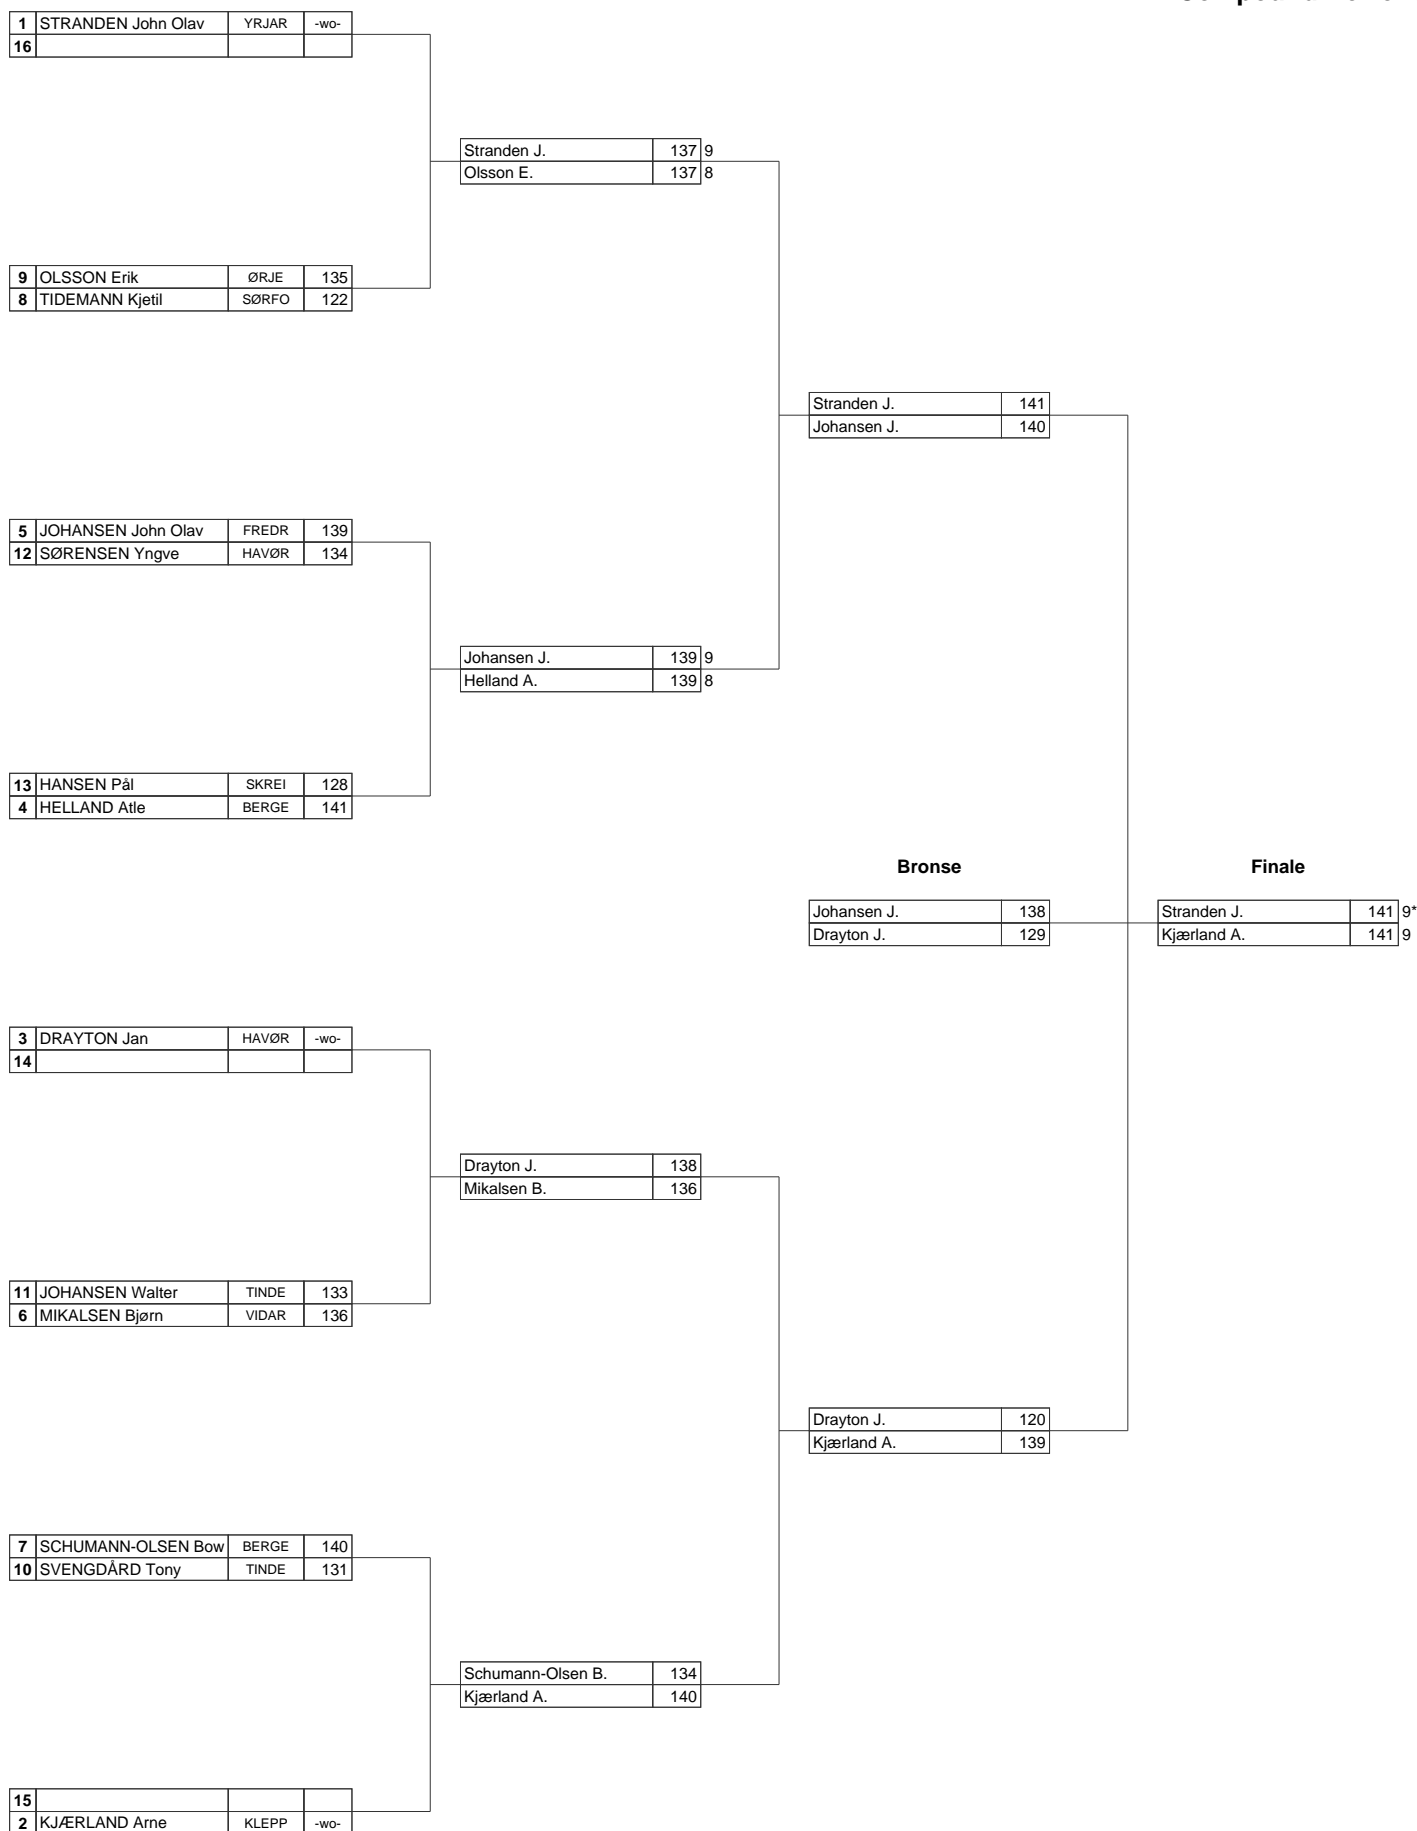 1 STRANDEN John Olav YRJAR -wo-
16
Stranden J. 137 9
Olsson E. 137 8
9 OLSSON Erik ØRJE 135
8 TIDEMANN Kjetil SØRFO 122
Stranden J. 141
Johansen J. 140
5 JOHANSEN John Olav FREDR 139
12 SØRENSEN Yngve HAVØR 134
Johansen J. 139 9
Helland A. 139 8
13 HANSEN Pål SKREI 128
4 HELLAND Atle BERGE 141
Bronse Finale
Johansen J. 138 Stranden J. 141 9*
Drayton J. 129 Kjærland A. 141 9
3 DRAYTON Jan HAVØR -wo-
14
Drayton J. 138
Mikalsen B. 136
11 JOHANSEN Walter TINDE 133
6 MIKALSEN Bjørn VIDAR 136
Drayton J. 120
Kjærland A. 139
7 SCHUMANN-OLSEN Bow BERGE 140
10 SVENGDÅRD Tony TINDE 131
Schumann-Olsen B. 134
Kjærland A. 140
15
2 KJÆRLAND Arne KLEPP -wo-